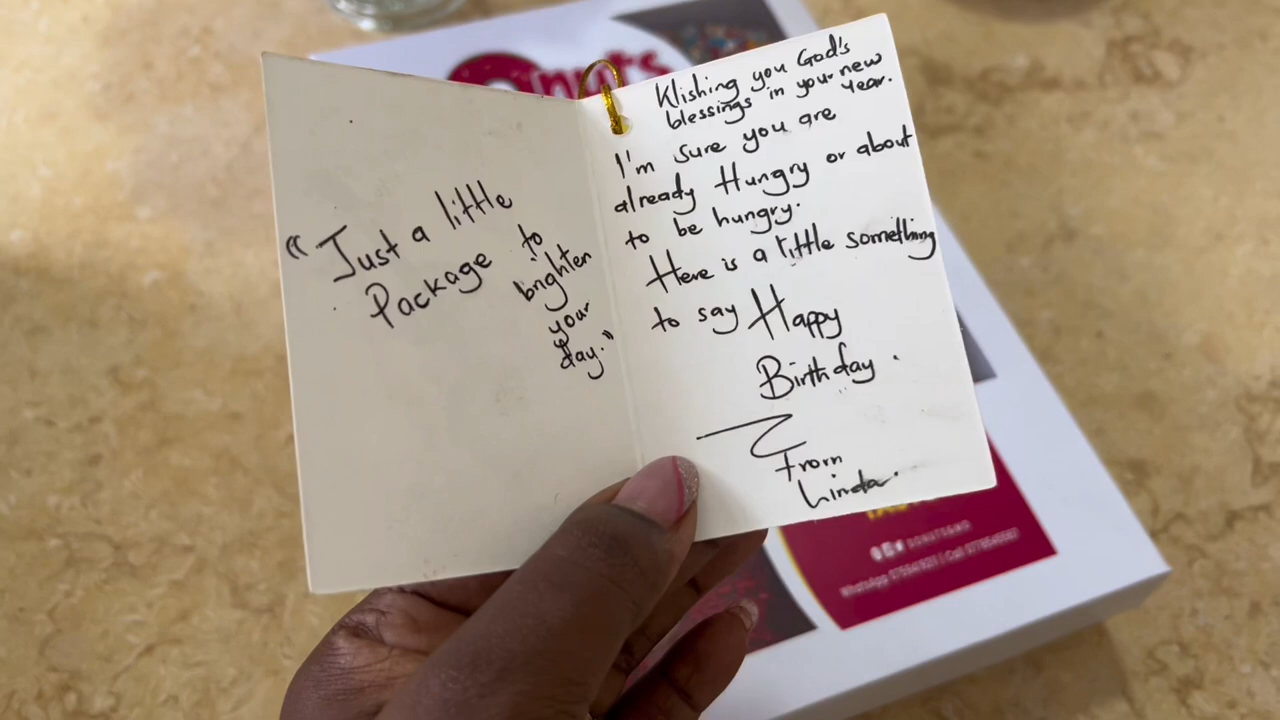 “Just a little
Package to
brighten
your
day.”
Wishing you God's
blessings in your new
year.
I'm sure you are
already Hungry or about
to be hungry.
Here is a little something
to say Happy
Birthday.
From
Linda.
DONUTS